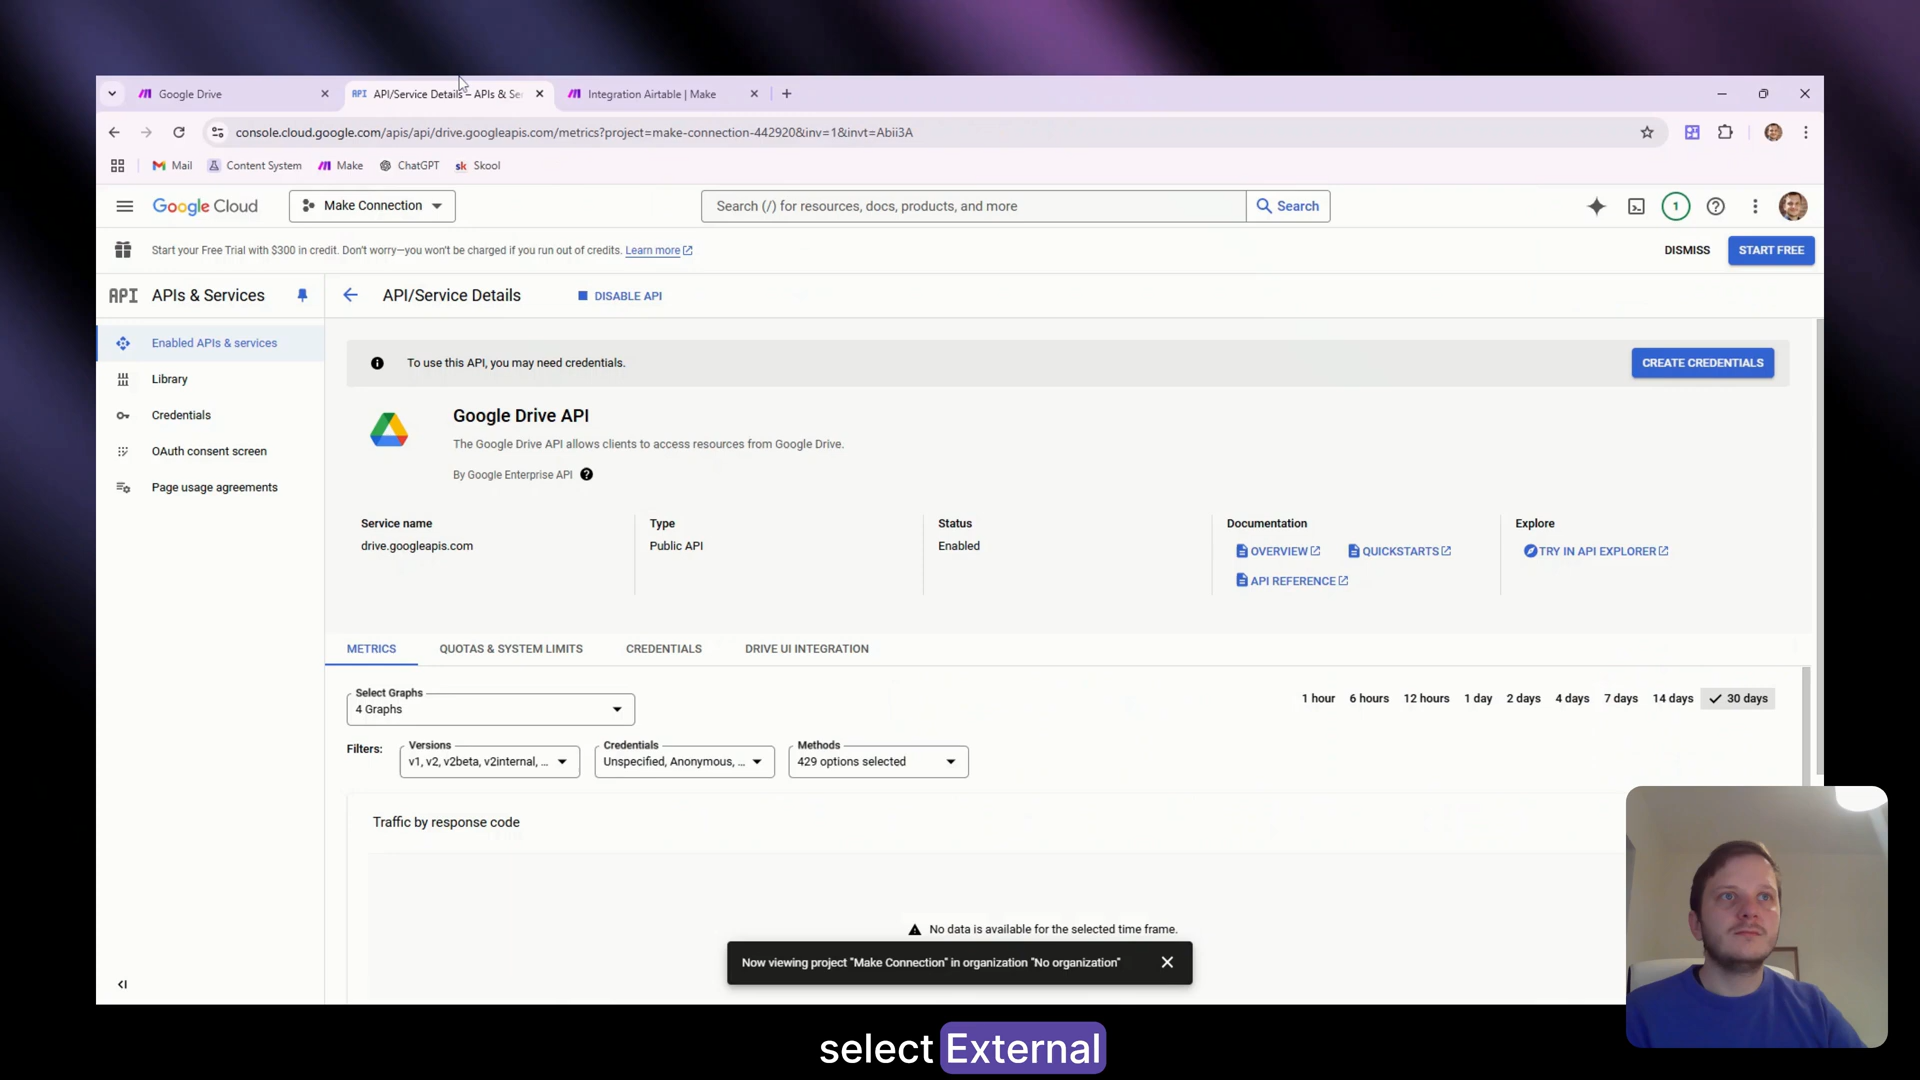 Google Drive
API
API/Service Details – APIs & Se
Integration Airtable | Make
console.cloud.google.com/apis/api/drive.googleapis.com/metrics?project=make-connection-442920&inv=1&invt=Abii3A
Mail
Content System
Make
ChatGPT
sk Skool
Google Cloud
Make Connection
Search (/) for resources, docs, products, and more
Search
1
Start your Free Trial with $300 in credit. Don't worry—you won't be charged if you run out of credits. Learn more
DISMISS
START FREE
API APIs & Services
API/Service Details
DISABLE API
Enabled APIs & services
Library
Credentials
OAuth consent screen
Page usage agreements
To use this API, you may need credentials.
CREATE CREDENTIALS
Google Drive API
The Google Drive API allows clients to access resources from Google Drive.
By Google Enterprise API
Service name
drive.googleapis.com
Type
Public API
Status
Enabled
Documentation
OVERVIEW
QUICKSTARTS
API REFERENCE
Explore
TRY IN API EXPLORER
METRICS
QUOTAS & SYSTEM LIMITS
CREDENTIALS
DRIVE UI INTEGRATION
Select Graphs
4 Graphs
1 hour
6 hours
12 hours
1 day
2 days
4 days
7 days
14 days
30 days
Filters:
Versions
v1, v2, v2beta, v2internal, ...
Credentials
Unspecified, Anonymous, ...
Methods
429 options selected
Traffic by response code
No data is available for the selected time frame.
Now viewing project "Make Connection" in organization "No organization"
select External